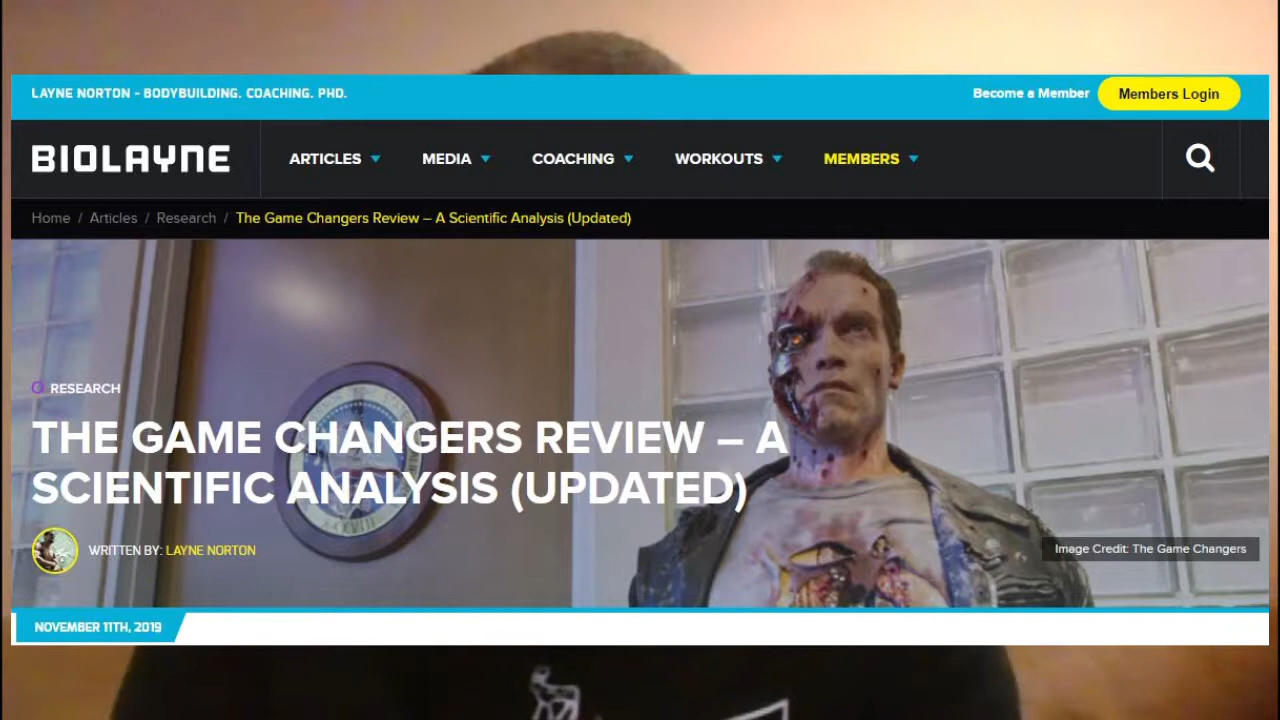 LAYNE NORTON - BODYBUILDING. COACHING. PHD.
Become a Member
Members Login
BIOLAYNE
ARTICLES
MEDIA
COACHING
WORKOUTS
MEMBERS
Home / Articles / Research / The Game Changers Review – A Scientific Analysis (Updated)
RESEARCH
THE GAME CHANGERS REVIEW – A
SCIENTIFIC ANALYSIS (UPDATED)
WRITTEN BY: LAYNE NORTON
Image Credit: The Game Changers
NOVEMBER 11TH, 2019